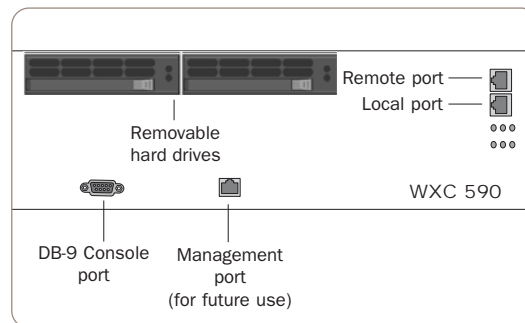 Remote port
Local port
Removable
hard drives
WXC 590
DB-9 Console
port
Management
port
(for future use)